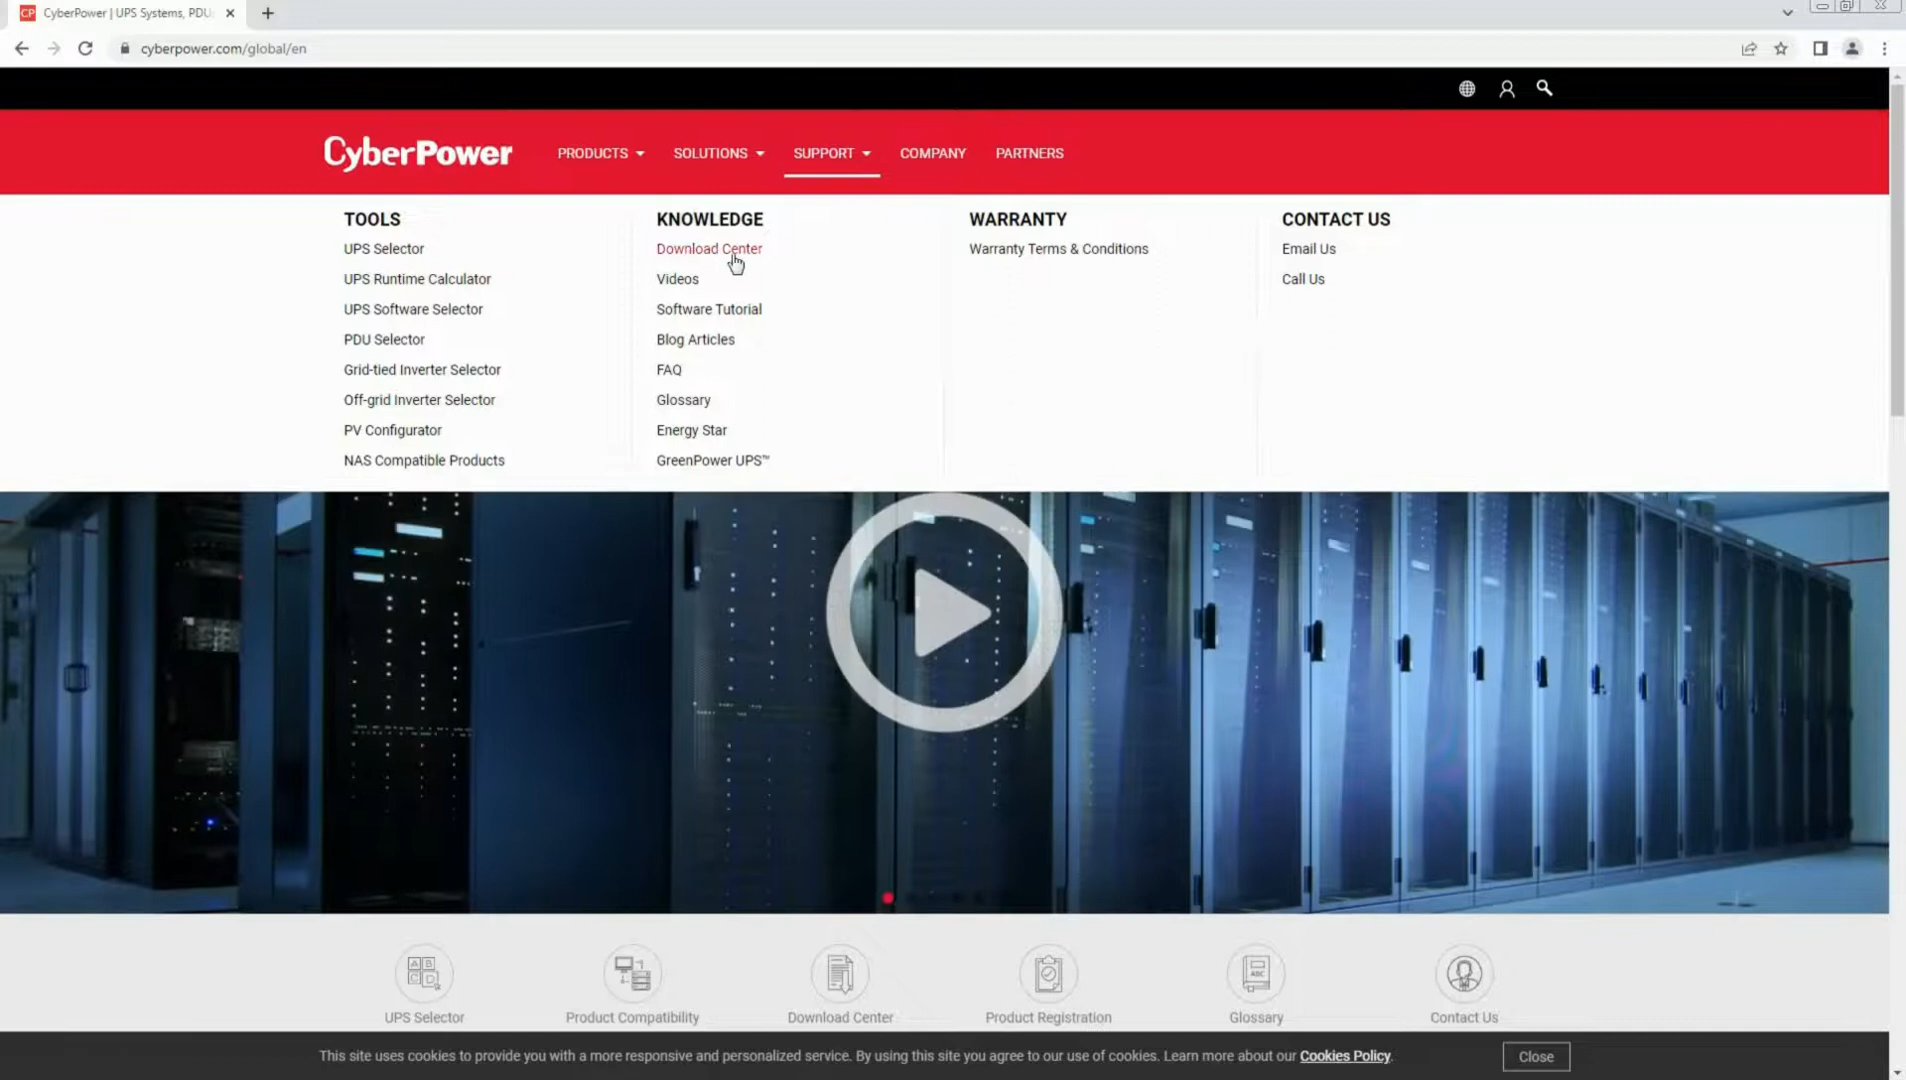 CP CyberPower | UPS Systems, PDU
cyberpower.com/global/en
CyberPower
PRODUCTS
SOLUTIONS
SUPPORT
COMPANY
PARTNERS
TOOLS
UPS Selector
UPS Runtime Calculator
UPS Software Selector
PDU Selector
Grid-tied Inverter Selector
Off-grid Inverter Selector
PV Configurator
NAS Compatible Products
KNOWLEDGE
Download Center
Videos
Software Tutorial
Blog Articles
FAQ
Glossary
Energy Star
GreenPower UPS™
WARRANTY
Warranty Terms & Conditions
CONTACT US
Email Us
Call Us
A B
C D
ABC
UPS Selector
Product Compatibility
Download Center
Product Registration
Glossary
Contact Us
This site uses cookies to provide you with a more responsive and personalized service. By using this site you agree to our use of cookies. Learn more about our Cookies Policy.
Close